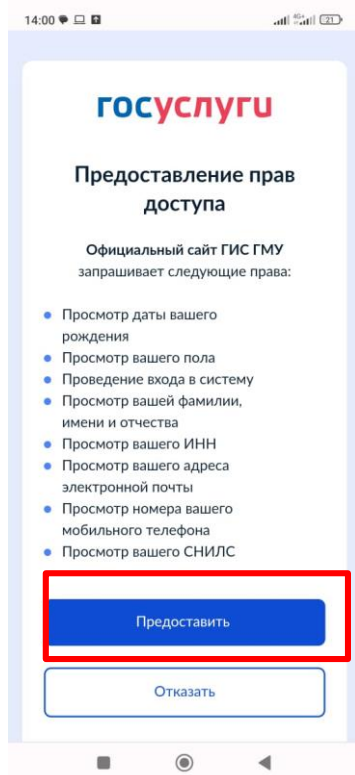 14:00
4G+ 21
госуслуги
Предоставление прав
доступа
Официальный сайт ГИС ГМУ
запрашивает следующие права:
Просмотр даты вашего
рождения
Просмотр вашего пола
Проведение входа в систему
Просмотр вашей фамилии,
имени и отчества
Просмотр вашего ИНН
Просмотр вашего адреса
электронной почты
Просмотр номера вашего
мобильного телефона
Просмотр вашего СНИЛС
Предоставить
Отказать